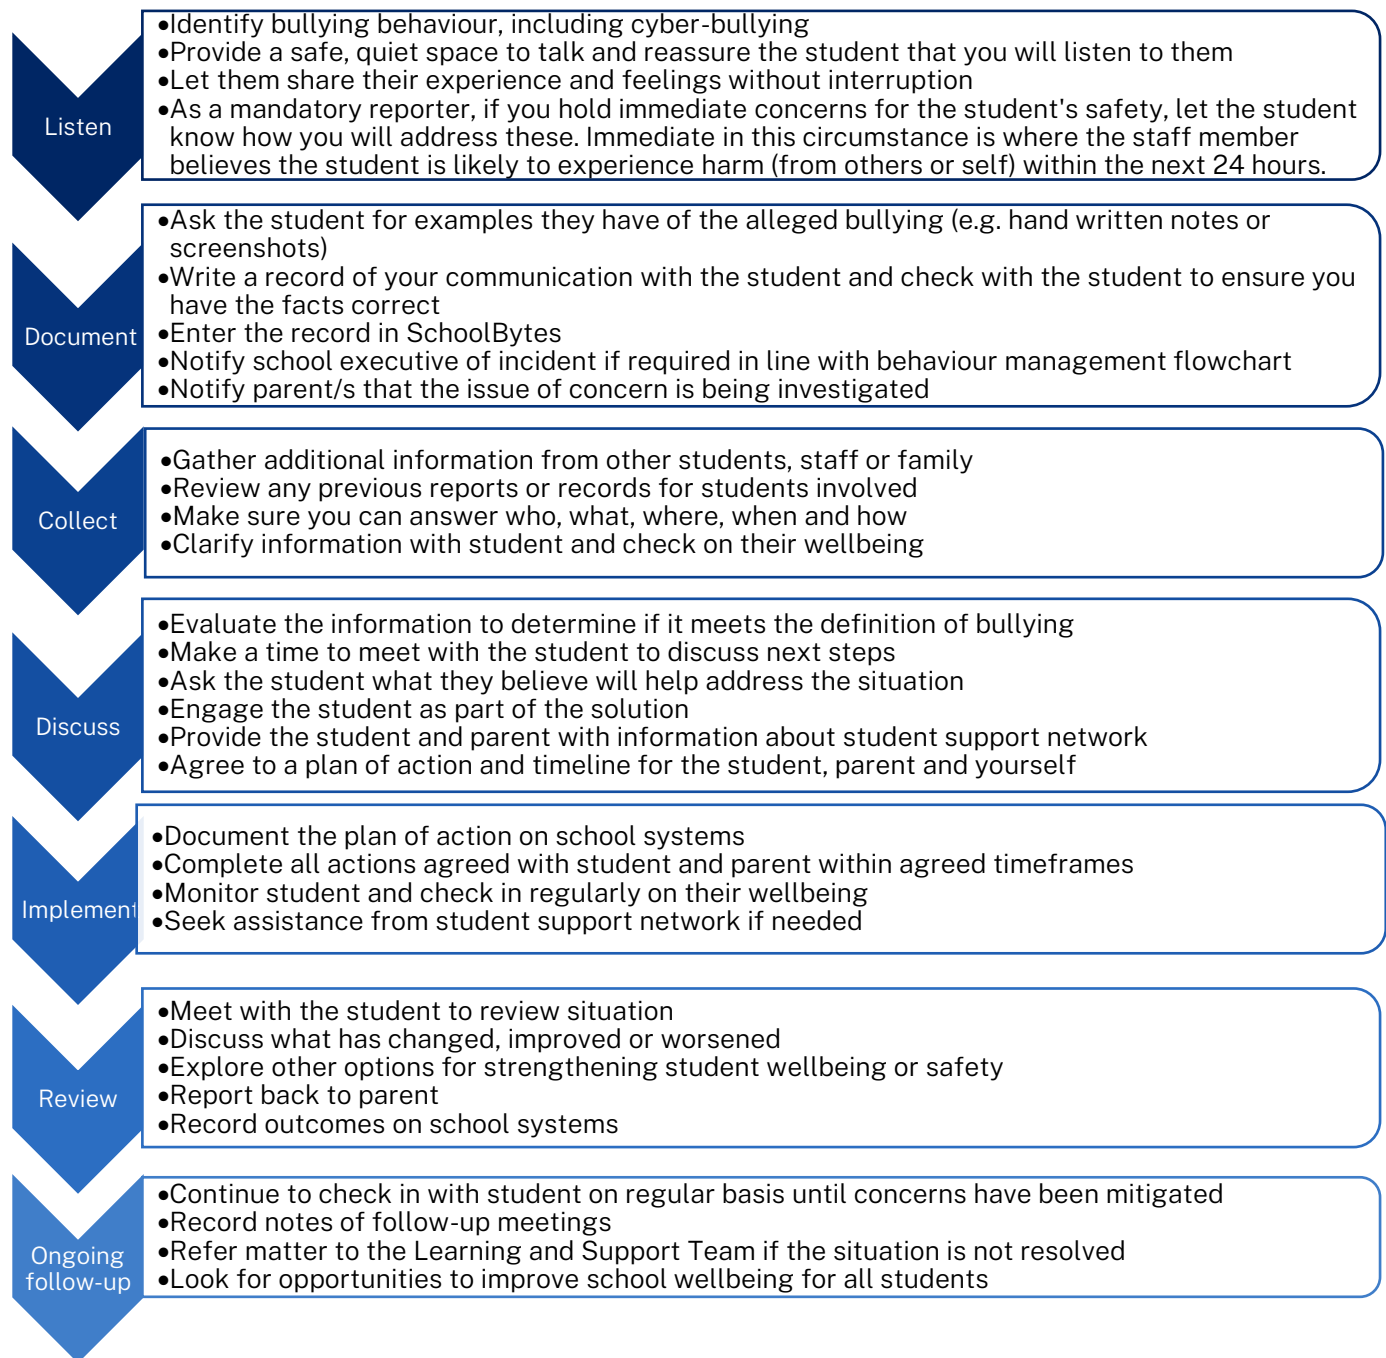 Listen
•Identify bullying behaviour, including cyber-bullying
•Provide a safe, quiet space to talk and reassure the student that you will listen to them
•Let them share their experience and feelings without interruption
•As a mandatory reporter, if you hold immediate concerns for the student's safety, let the student
know how you will address these. Immediate in this circumstance is where the staff member
believes the student is likely to experience harm (from others or self) within the next 24 hours.
Document
•Ask the student for examples they have of the alleged bullying (e.g. hand written notes or
screenshots)
•Write a record of your communication with the student and check with the student to ensure you
have the facts correct
•Enter the record in SchoolBytes
•Notify school executive of incident if required in line with behaviour management flowchart
•Notify parent/s that the issue of concern is being investigated
Collect
•Gather additional information from other students, staff or family
•Review any previous reports or records for students involved
•Make sure you can answer who, what, where, when and how
•Clarify information with student and check on their wellbeing
Discuss
•Evaluate the information to determine if it meets the definition of bullying
•Make a time to meet with the student to discuss next steps
•Ask the student what they believe will help address the situation
•Engage the student as part of the solution
•Provide the student and parent with information about student support network
•Agree to a plan of action and timeline for the student, parent and yourself
Implement
•Document the plan of action on school systems
•Complete all actions agreed with student and parent within agreed timeframes
•Monitor student and check in regularly on their wellbeing
•Seek assistance from student support network if needed
Review
•Meet with the student to review situation
•Discuss what has changed, improved or worsened
•Explore other options for strengthening student wellbeing or safety
•Report back to parent
•Record outcomes on school systems
Ongoing
follow-up
•Continue to check in with student on regular basis until concerns have been mitigated
•Record notes of follow-up meetings
•Refer matter to the Learning and Support Team if the situation is not resolved
•Look for opportunities to improve school wellbeing for all students